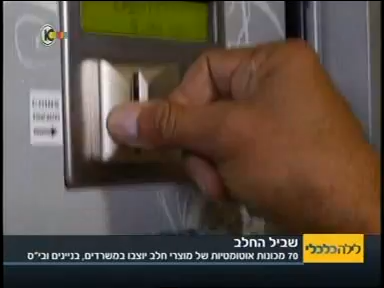 שביל החלב
70 מכונות אוטומטיות של מוצרי חלב יוצבו במשרדים, בניינים ובי"ס
לילה כלכלי